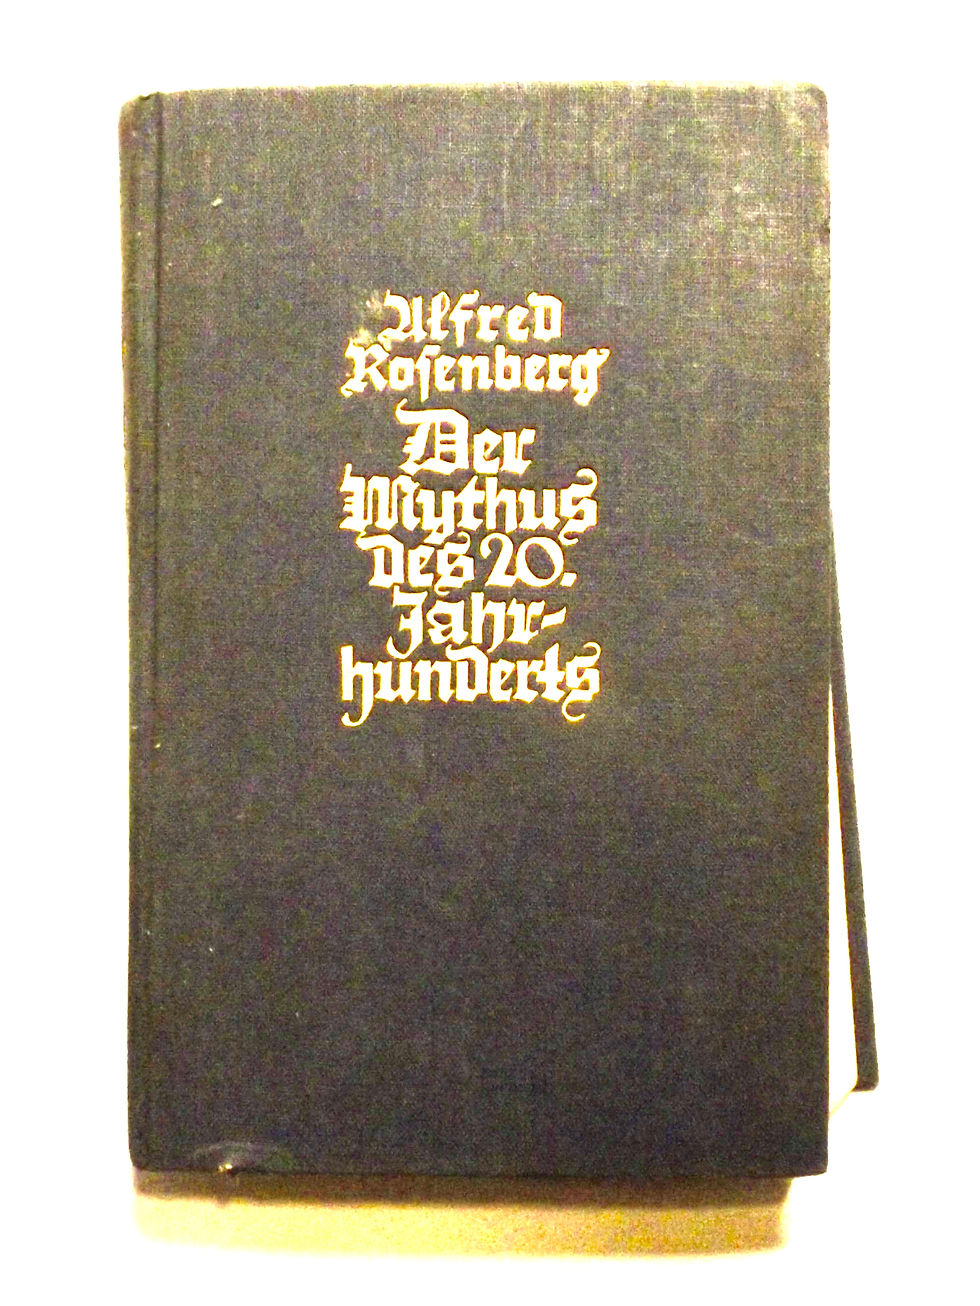 Alfred
Roſenberg
Der
Mythus
des 20.
Jahr-
hunderts